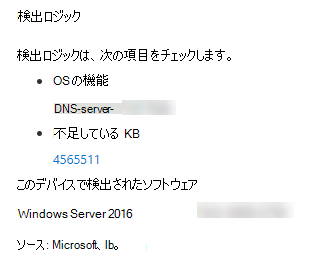 検出ロジック
検出ロジックは、次の項目をチェックします。
OSの機能
DNS-server-
不足している KB
4565511
このデバイスで検出されたソフトウェア
Windows Server 2016
ソース: Microsoft、Ib。